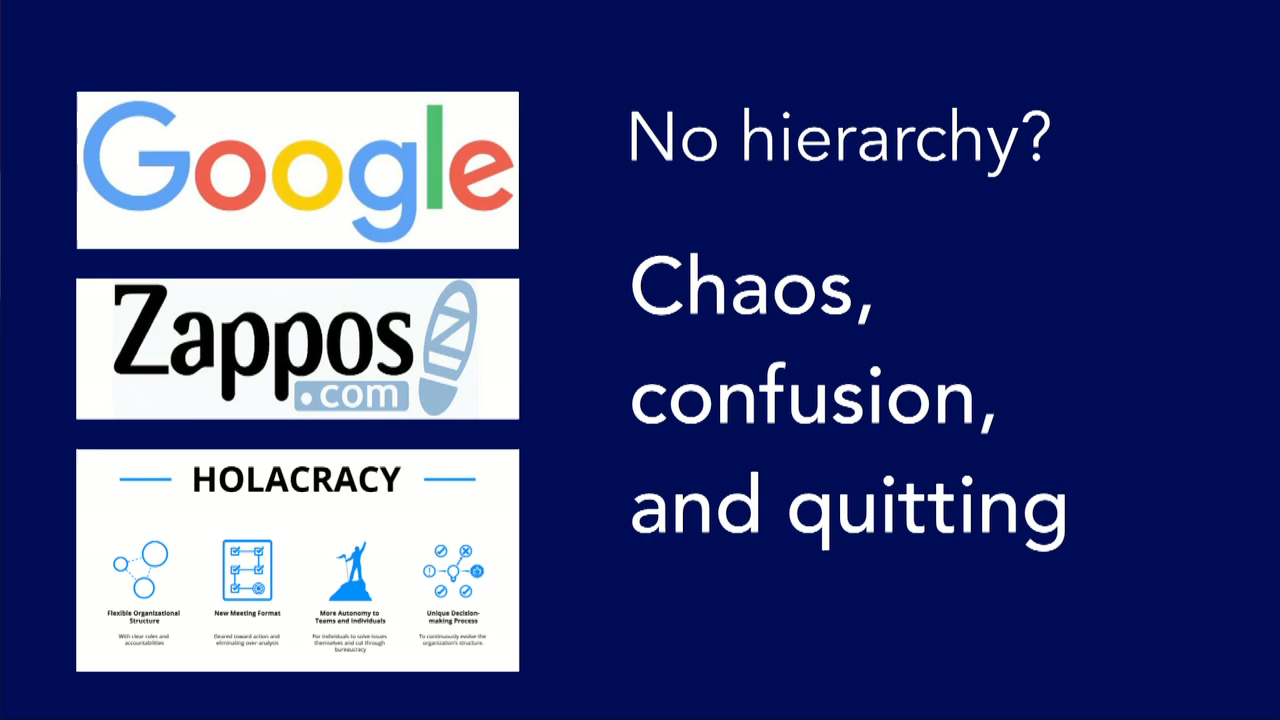 Google
Zappos
.com
HOLACRACY
Flexible Organizational
Structure
With clear roles and
accountabilities
New Meeting Format
Geared toward action and
eliminating over-analysis
More Autonomy to
Teams and Individuals
For individuals to solve issues
themselves and cut through
bureaucracy
Unique Decision-
making Process
To continuously evolve the
organization's structure.
No hierarchy?
Chaos,
confusion,
and quitting